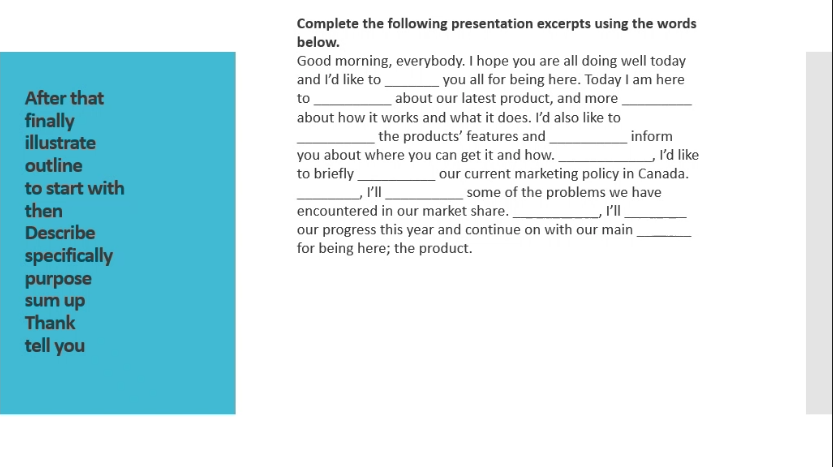 After that
finally
illustrate
outline
to start with
then
Describe
specifically
purpose
sum up
Thank
tell you
Complete the following presentation excerpts using the words
below.
Good morning, everybody. I hope you are all doing well today
and I'd like to _______ you all for being here. Today I am here
to __________ about our latest product, and more _________
about how it works and what it does. I'd also like to
__________ the products' features and __________ inform
you about where you can get it and how. ____________, I'd like
to briefly __________ our current marketing policy in Canada.
________, I'll __________ some of the problems we have
encountered in our market share. ___________, I'll ________
our progress this year and continue on with our main _______
for being here; the product.